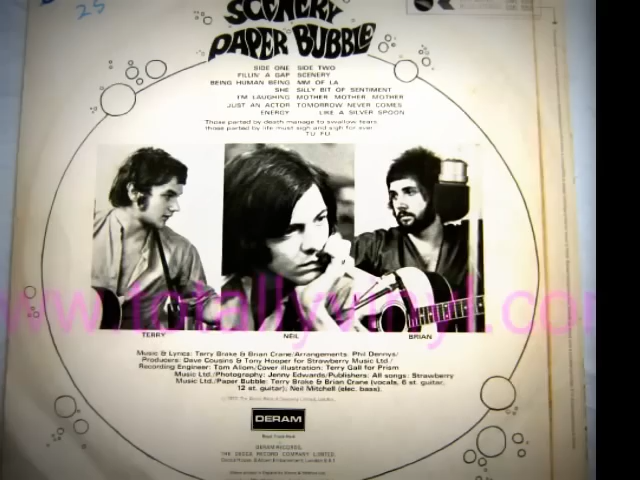 25
SCENERY
PAPER BUBBLE
SIDE ONE SIDE TWO
FILLIN' A GAP SCENERY
BEING HUMAN BEING MM' OF LA
SHE SILLY BIT OF SENTIMENT
I'M LAUGHING MOTHER MOTHER MOTHER
JUST AN ACTOR TOMORROW NEVER COMES
ENERGY LIKE A SILVER SPOON
Those parted by death manage to swallow tears
those parted by life must sigh and sigh for ever.
TU FU
www.totallyvinyl.com
TERRY NEIL BRIAN
Music & Lyrics: Terry Brake & Brian Crane/Arrangements: Phil Dennys/
Producers: Dave Cousins & Tony Hooper for Strawberry Music Ltd./
Recording Engineer: Tom Allom/Cover illustration: Terry Gall for Prism
Music Ltd./Photography: Jenny Edwards/Publishers: All songs: Strawberry
Music Ltd./Paper Bubble: Terry Brake & Brian Crane (vocals, 6 st. guitar,
12 st. guitar); Neil Mitchell (elec. bass).
DERAM
DERAM RECORDS,
THE DECCA RECORD COMPANY LIMITED,